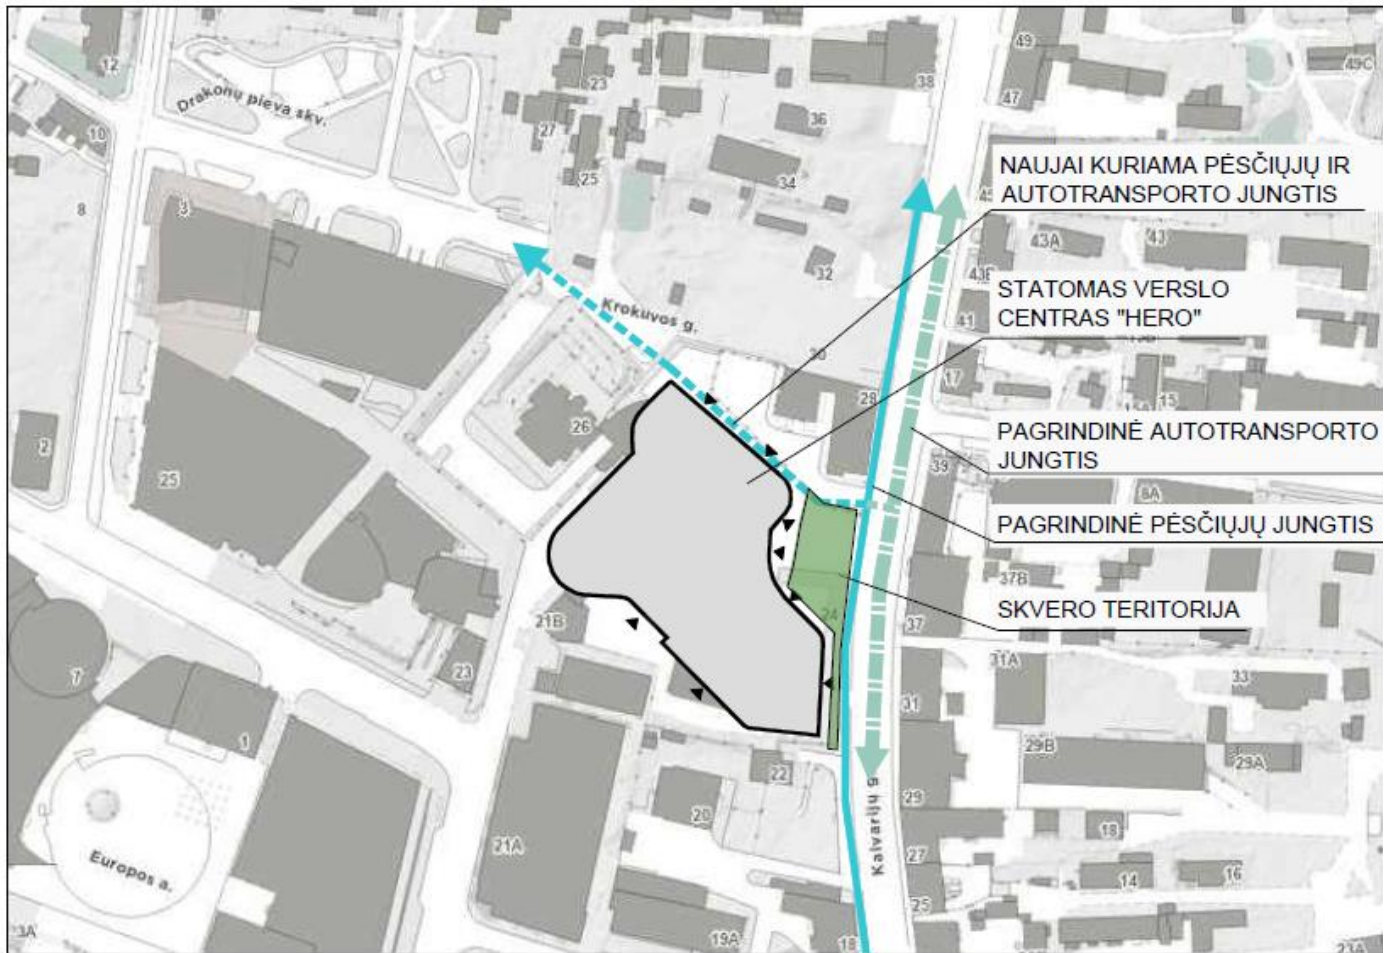 49
49C
12
38
23
47
Drakonų pieva skv.
36
10
27
NAUJAI KURIAMA PĖSČIŲJŲ IR
AUTOTRANSPORTO JUNGTIS
25
34
8
3
43A
43
32
43B
STATOMAS VERSLO
CENTRAS "HERO"
Krokuvos g.
41
30
17
15
15A
28
26
PAGRINDINĖ AUTOTRANSPORTO
JUNGTIS
2
39
25
8A
PAGRINDINĖ PĖSČIŲJŲ JUNGTIS
37B
SKVERO TERITORIJA
24
21B
37
31A
23
33
7
31
1
29B
29A
22
29
20
18
Kalvarijų g
21A
27
Europos a.
14
16
25
3A
19A
18
23A